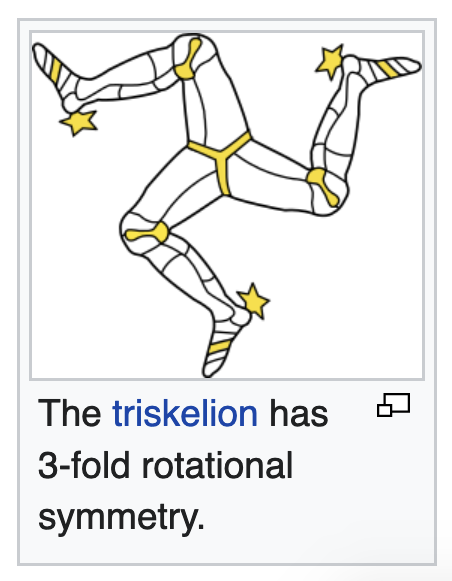 The triskelion has
3-fold rotational
symmetry.